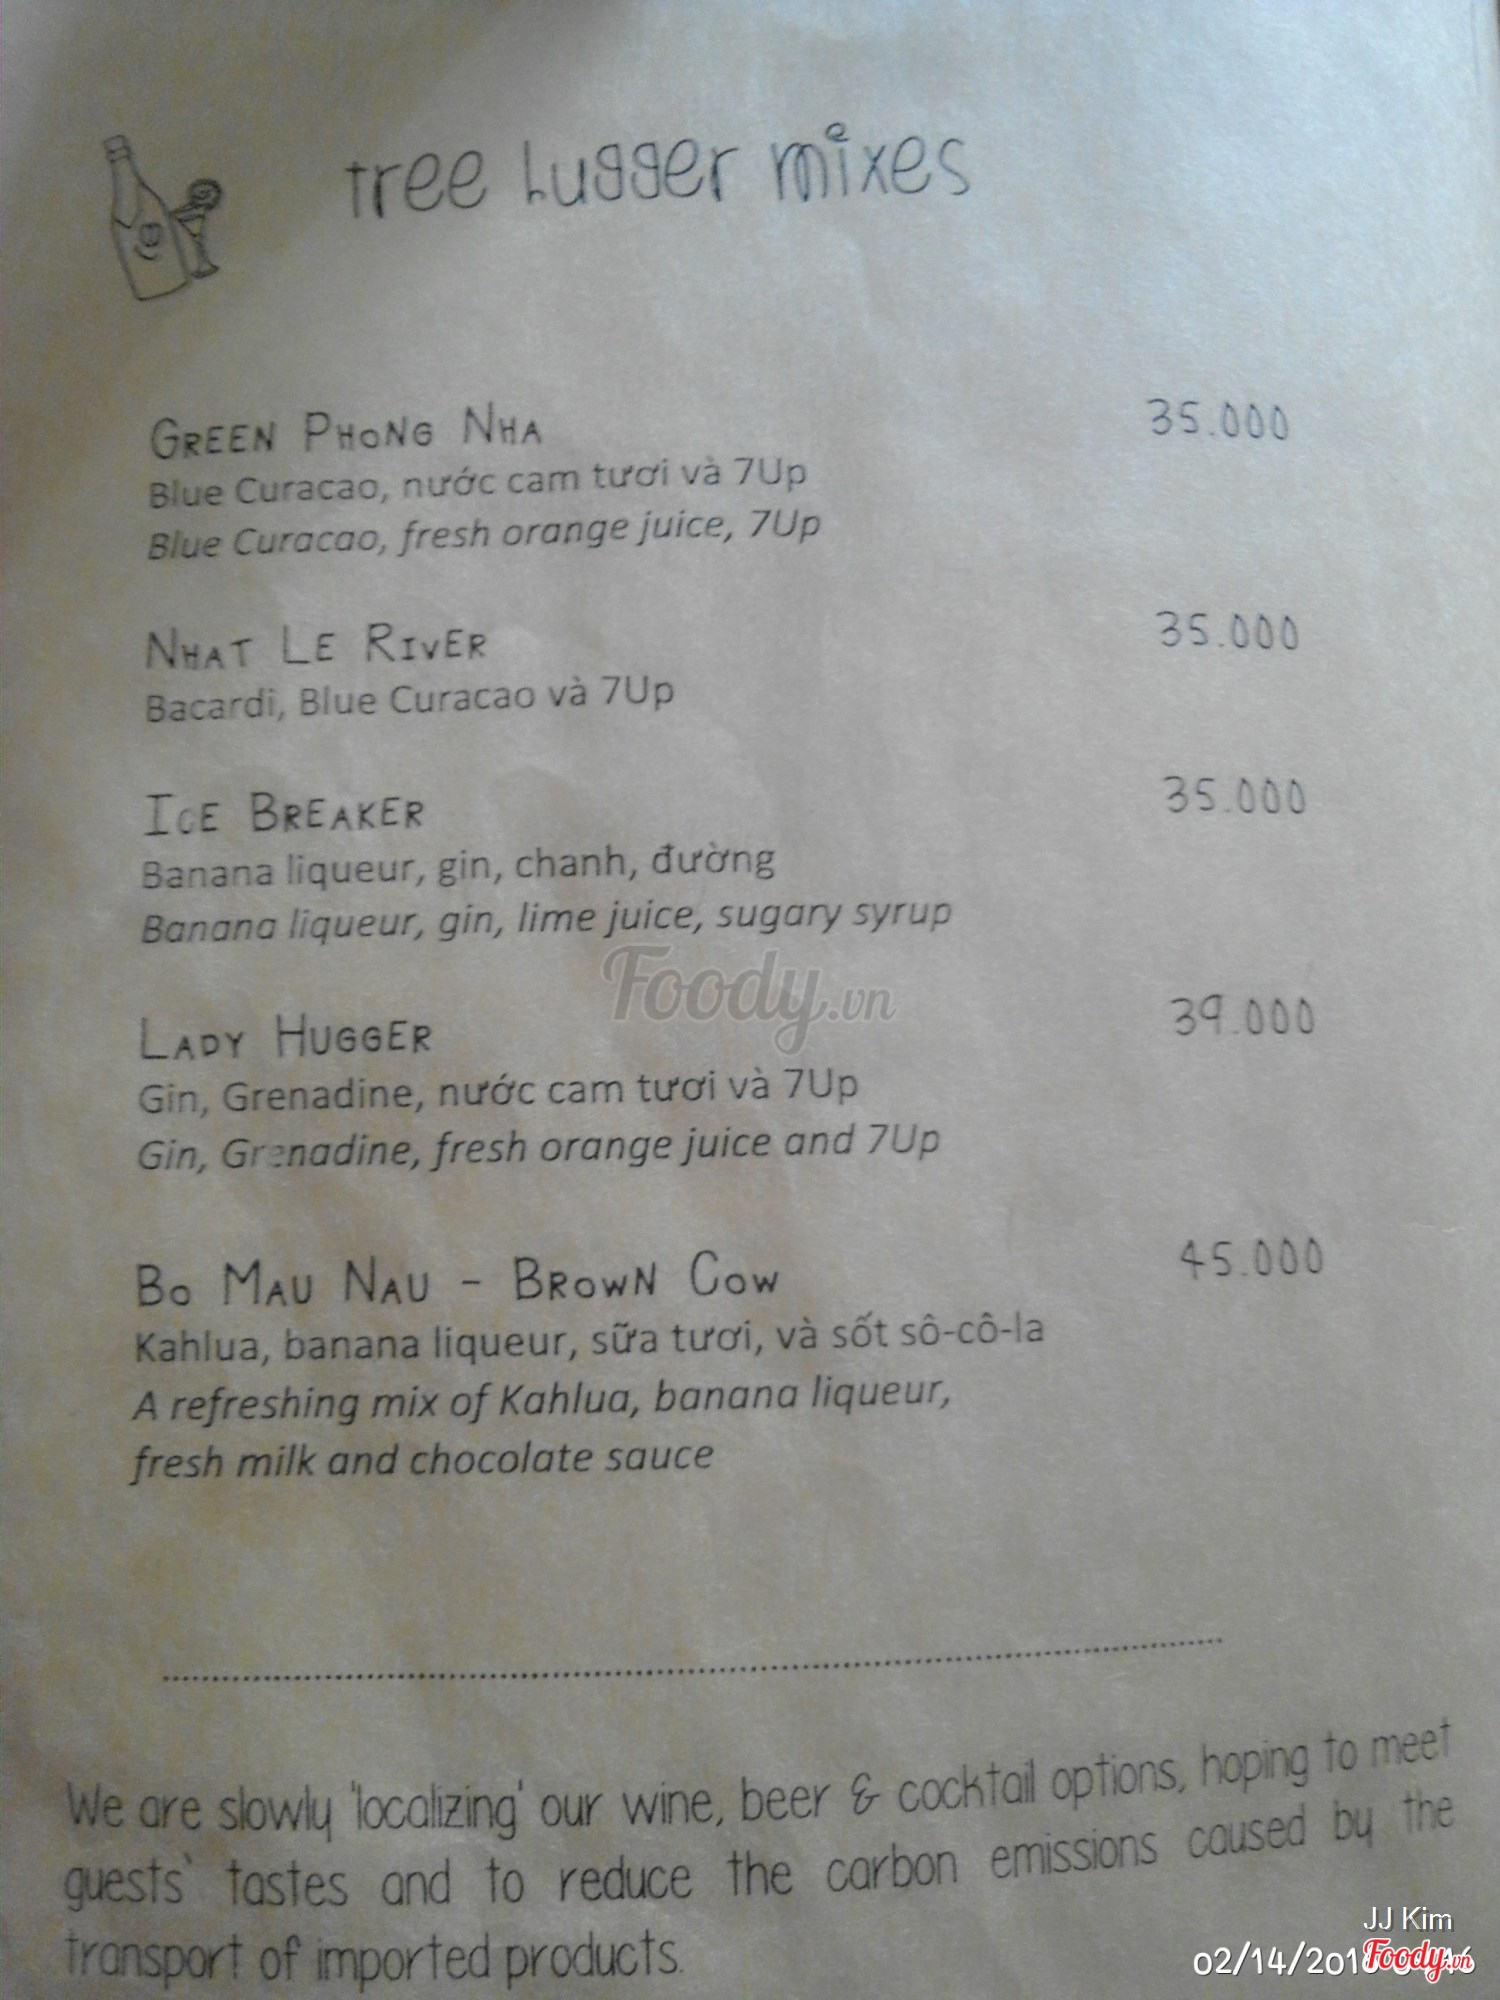 tree hugger mixes
GREEN PHONG NHA 35.000
Blue Curacao, nước cam tươi và 7Up
Blue Curacao, fresh orange juice, 7Up
NHAT LE RIVER 35.000
Bacardi, Blue Curacao và 7Up
ICE BREAKER 35.000
Banana liqueur, gin, chanh, đường
Banana liqueur, gin, lime juice, sugary syrup
Foody.vn
LADY HUGGER 39.000
Gin, Grenadine, nước cam tươi và 7Up
Gin, Grenadine, fresh orange juice and 7Up
BO MAU NAU - BROWN COW 45.000
Kahlua, banana liqueur, sữa tươi, và sốt sô-cô-la
A refreshing mix of Kahlua, banana liqueur,
fresh milk and chocolate sauce
We are slowly 'localizing' our wine, beer & cocktail options, hoping to meet
guests' tastes and to reduce the carbon emissions caused by the
transport of imported products.
JJ Kim
Foody.vn